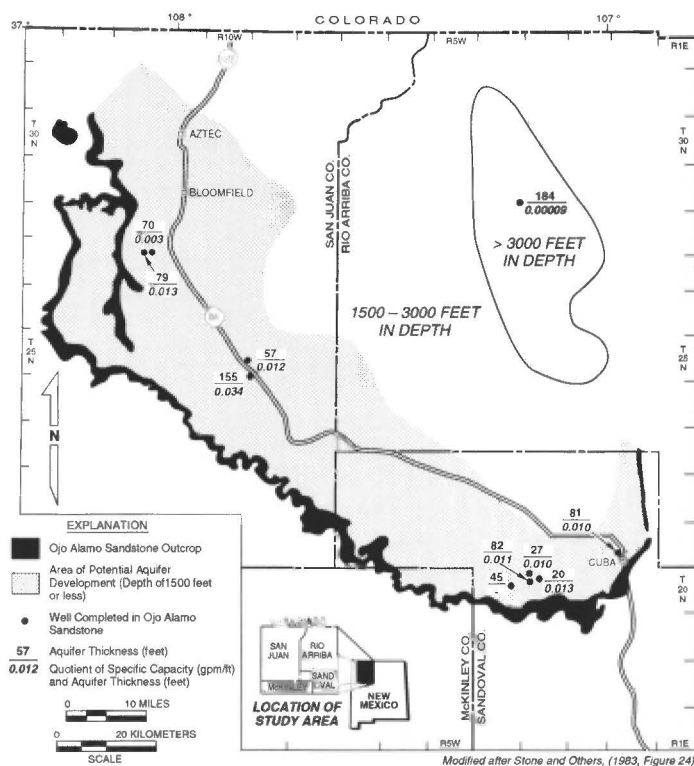 COLORADO
37°
108°
107°
R10W
R5W
R1E
T
30
N
T
30
N
AZTEC
BLOOMFIELD
SAN JUAN CO.
RIO ARRIBA CO.
184
0.00009
> 3000 FEET
IN DEPTH
70
0.003
79
0.013
1500 – 3000 FEET
IN DEPTH
T
25
N
T
25
N
57
0.012
155
0.034
N
81
0.010
CUBA
82
0.011
27
0.010
45
-
20
0.013
T
20
N
EXPLANATION
Ojo Alamo Sandstone Outcrop
Area of Potential Aquifer
Development (Depth of 1500 feet
or less)
Well Completed in Ojo Alamo
Sandstone
57 Aquifer Thickness (feet)
0.012 Quotient of Specific Capacity (gpm/ft)
and Aquifer Thickness (feet)
0 10 MILES
0 20 KILOMETERS
SCALE
SAN
JUAN
RIO
ARRIBA
SAND
OVAL
McKINLEY
NEW
MEXICO
LOCATION OF
STUDY AREA
McKINLEY CO.
SANDOVAL CO.
R5W
R1E
Modified after Stone and Others, (1983, Figure 24)